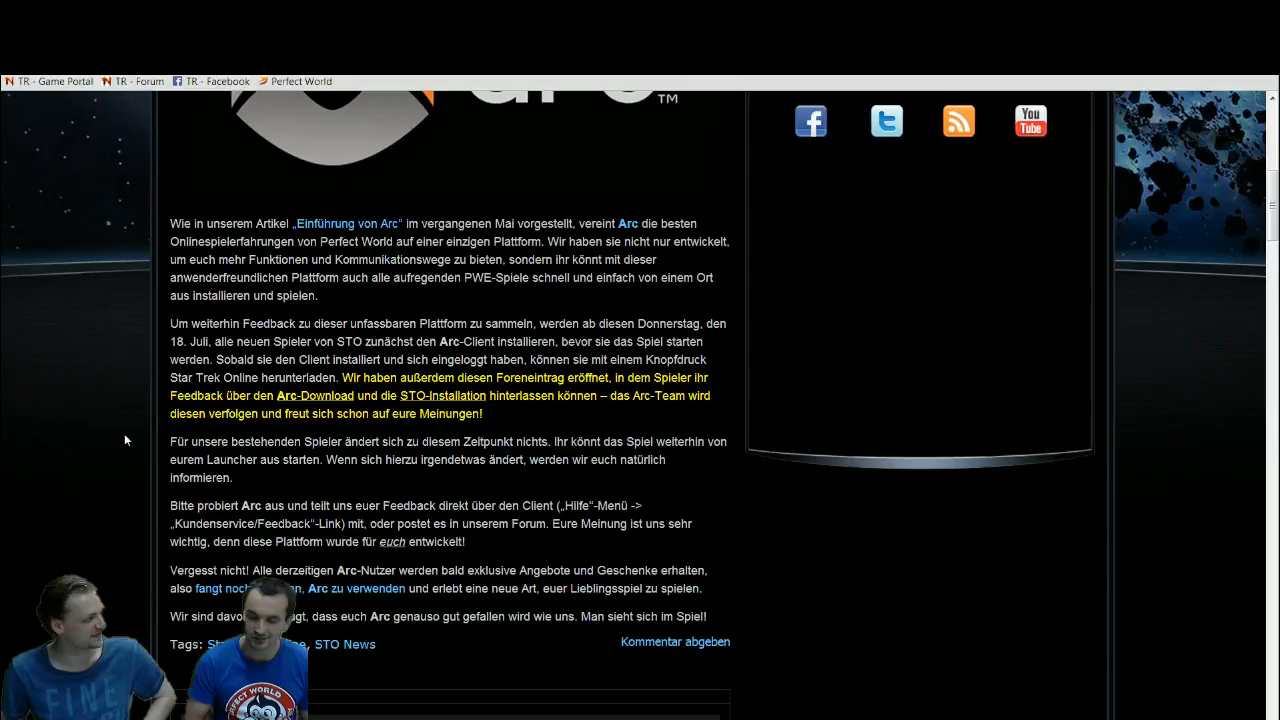 TR - Game Portal TR - Forum TR - Facebook Perfect World
TM
You
Tube
Wie in unserem Artikel „Einführung von Arc“ im vergangenen Mai vorgestellt, vereint Arc die besten
Onlinespielerfahrungen von Perfect World auf einer einzigen Plattform. Wir haben sie nicht nur entwickelt,
um euch mehr Funktionen und Kommunikationswege zu bieten, sondern ihr könnt mit dieser
anwenderfreundlichen Plattform auch alle aufregenden PWE-Spiele schnell und einfach von einem Ort
aus installieren und spielen.
Um weiterhin Feedback zu dieser unfassbaren Plattform zu sammeln, werden ab diesen Donnerstag, den
18. Juli, alle neuen Spieler von STO zunächst den Arc-Client installieren, bevor sie das Spiel starten
werden. Sobald sie den Client installiert und sich eingeloggt haben, können sie mit einem Knopfdruck
Star Trek Online herunterladen. Wir haben außerdem diesen Foreneintrag eröffnet, in dem Spieler ihr
Feedback über den Arc-Download und die STO-Installation hinterlassen können – das Arc-Team wird
diesen verfolgen und freut sich schon auf eure Meinungen!
Für unsere bestehenden Spieler ändert sich zu diesem Zeitpunkt nichts. Ihr könnt das Spiel weiterhin von
eurem Launcher aus starten. Wenn sich hierzu irgendetwas ändert, werden wir euch natürlich
informieren.
Bitte probiert Arc aus und teilt uns euer Feedback direkt über den Client („Hilfe“-Menü ->
„Kundenservice/Feedback“-Link) mit, oder postet es in unserem Forum. Eure Meinung ist uns sehr
wichtig, denn diese Plattform wurde für euch entwickelt!
Vergesst nicht! Alle derzeitigen Arc-Nutzer werden bald exklusive Angebote und Geschenke erhalten,
also fangt noch Arc zu verwenden und erlebt eine neue Art, euer Lieblingsspiel zu spielen.
Wir sind dass euch Arc genauso gut gefallen wird wie uns. Man sieht sich im Spiel!
Tags: STO News
Kommentar abgeben
FINE
PERFECT WORLD